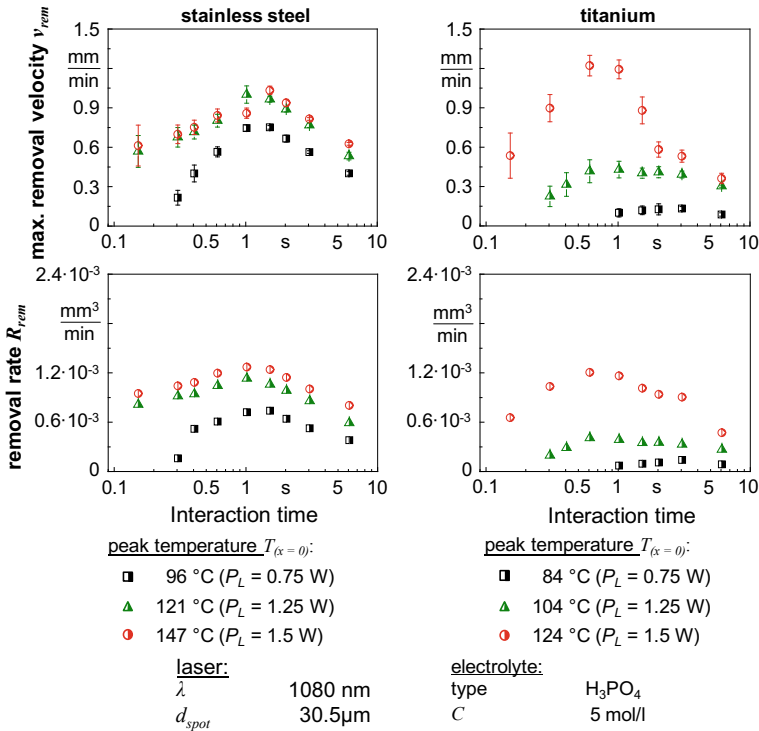 stainless steel
titanium
max. removal velocity v_rem
mm
min
1.5
0.9
0.6
0.3
0
0.1 0.5 1 s 5 10
1.5
mm
min
0.9
0.6
0.3
0
0.1 0.5 1 s 5 10
removal rate R_rem
2.4·10⁻³
mm³
min
1.2·10⁻³
0.6·10⁻³
0
0.1 0.5 1 s 5 10
Interaction time
2.4·10⁻³
mm³
min
1.2·10⁻³
0.6·10⁻³
0
0.1 0.5 1 s 5 10
Interaction time
peak temperature T_(x = 0):
96 °C (P_L = 0.75 W)
121 °C (P_L = 1.25 W)
147 °C (P_L = 1.5 W)
peak temperature T_(x = 0):
84 °C (P_L = 0.75 W)
104 °C (P_L = 1.25 W)
124 °C (P_L = 1.5 W)
laser:
λ 1080 nm
d_spot 30.5µm
electrolyte:
type H₃PO₄
C 5 mol/l